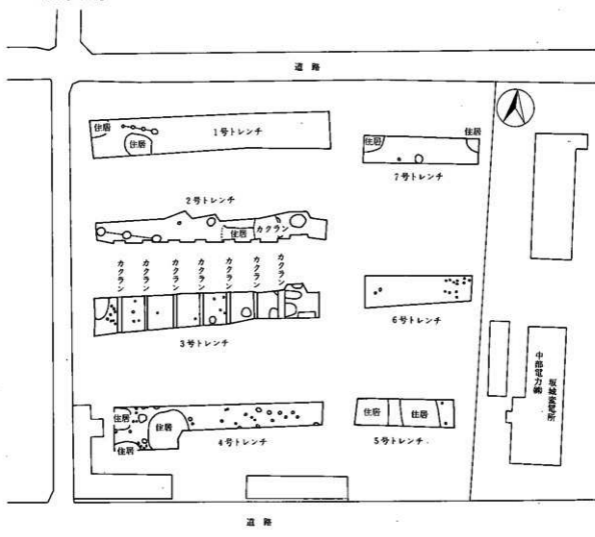 道路
住居
住居
1号トレンチ
住居
住居
7号トレンチ
2号トレンチ
住居
カクラン
カクラン
カクラン
カクラン
カクラン
カクラン
カクラン
カクラン
3号トレンチ
6号トレンチ
中部電力㈱
坂城変電所
住居
住居
住居
4号トレンチ
住居
住居
5号トレンチ
道路